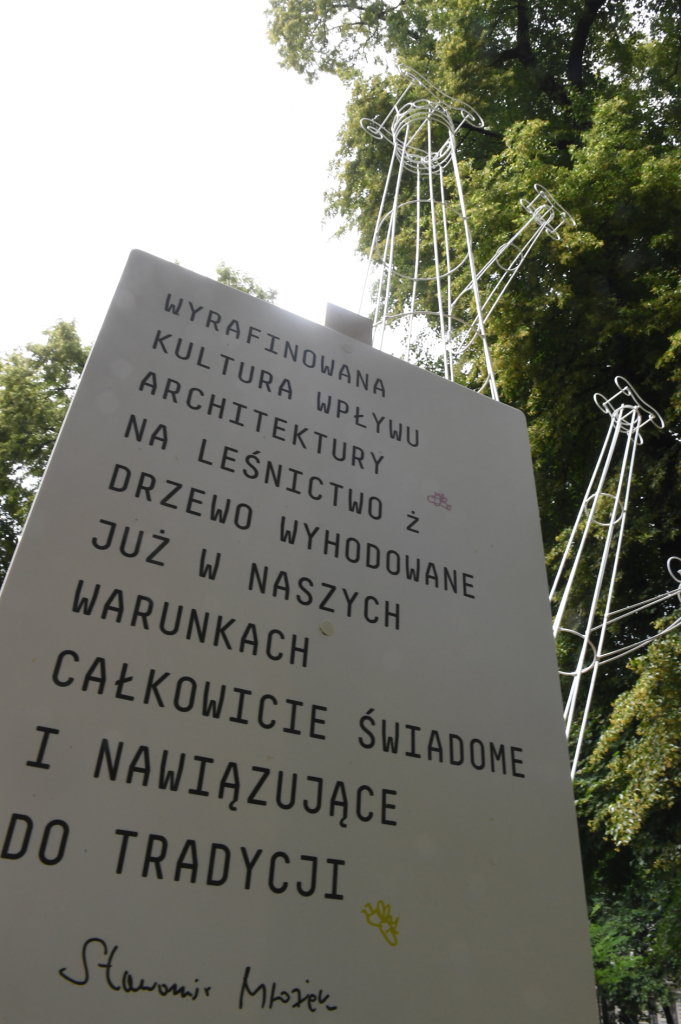 WYRAFINOWANA
KULTURA WPŁYWU
ARCHITEKTURY
NA LEŚNICTWO Ż
DRZEWO WYHODOWANE
JUŻ W NASZYCH
WARUNKACH
CAŁKOWICIE ŚWIADOME
I NAWIĄZUJĄCE
DO TRADYCJI
Sławomir Mrożek